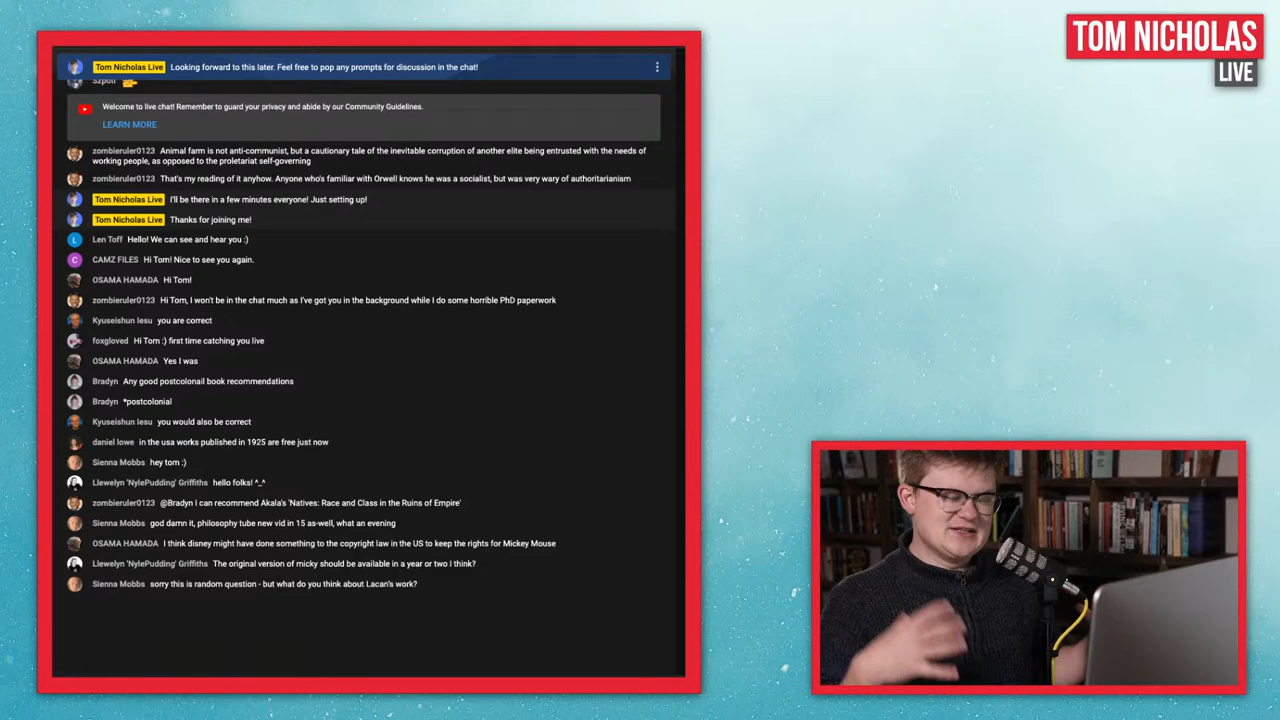 TOM NICHOLAS
LIVE
Tom Nicholas Live Looking forward to this later. Feel free to pop any prompts for discussion in the chat!
Szpoti
Welcome to live chat! Remember to guard your privacy and abide by our Community Guidelines.
LEARN MORE
zombieruler0123 Animal farm is not anti-communist, but a cautionary tale of the inevitable corruption of another elite being entrusted with the needs of
working people, as opposed to the proletariat self-governing
zombieruler0123 That's my reading of it anyhow. Anyone who's familiar with Orwell knows he was a socialist, but was very wary of authoritarianism
Tom Nicholas Live I'll be there in a few minutes everyone! Just setting up!
Tom Nicholas Live Thanks for joining me!
L Len Toff Hello! We can see and hear you :)
C CAMZ FILES Hi Tom! Nice to see you again.
OSAMA HAMADA Hi Tom!
zombieruler0123 Hi Tom, I won't be in the chat much as I've got you in the background while I do some horrible PhD paperwork
Kyuseishun Iesu you are correct
foxgloved Hi Tom :) first time catching you live
OSAMA HAMADA Yes I was
Bradyn Any good postcolonail book recommendations
Bradyn *postcolonial
Kyuseishun Iesu you would also be correct
daniel lowe in the usa works published in 1925 are free just now
Sienna Mobbs hey tom :)
Llewelyn 'NylePudding' Griffiths hello folks! ^_^
zombieruler0123 @Bradyn I can recommend Akala's 'Natives: Race and Class in the Ruins of Empire'
Sienna Mobbs god damn it, philosophy tube new vid in 15 as-well, what an evening
OSAMA HAMADA I think disney might have done something to the copyright law in the US to keep the rights for Mickey Mouse
Llewelyn 'NylePudding' Griffiths The original version of micky should be available in a year or two I think?
Sienna Mobbs sorry this is random question - but what do you think about Lacan's work?